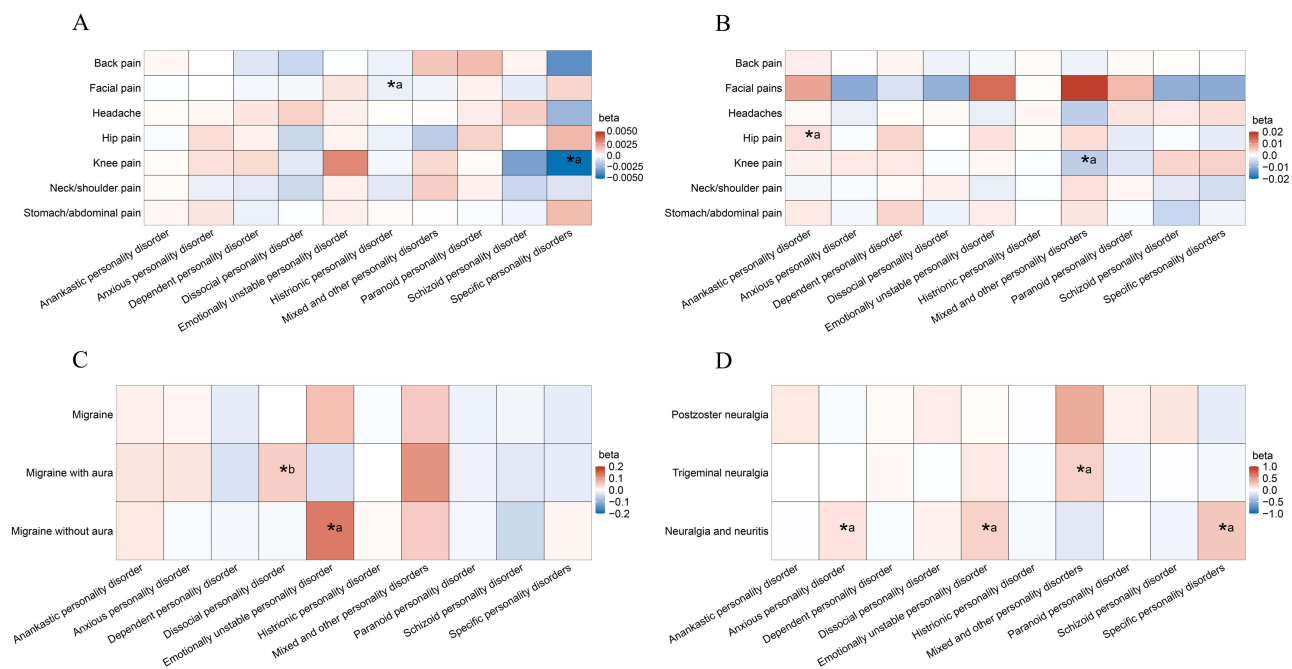 A
Back pain
Facial pain
Headache
Hip pain
Knee pain
Neck/shoulder pain
Stomach/abdominal pain
*a
*a
beta
0.0050
0.0025
0.0
-0.0025
-0.0050
Anankastic personality disorder
Anxious personality disorder
Dependent personality disorder
Dissocial personality disorder
Emotionally unstable personality disorder
Histrionic personality disorder
Mixed and other personality disorders
Paranoid personality disorder
Schizoid personality disorder
Specific personality disorders
B
Back pain
Facial pains
Headaches
Hip pain
Knee pain
Neck/shoulder pain
Stomach/abdominal pain
*a
*a
beta
0.02
0.01
0.0
-0.01
-0.02
Anankastic personality disorder
Anxious personality disorder
Dependent personality disorder
Dissocial personality disorder
Emotionally unstable personality disorder
Histrionic personality disorder
Mixed and other personality disorders
Paranoid personality disorder
Schizoid personality disorder
Specific personality disorders
C
Migraine
Migraine with aura
Migraine without aura
*b
*a
beta
0.2
0.1
0.0
-0.1
-0.2
Anankastic personality disorder
Anxious personality disorder
Dependent personality disorder
Dissocial personality disorder
Emotionally unstable personality disorder
Histrionic personality disorder
Mixed and other personality disorders
Paranoid personality disorder
Schizoid personality disorder
Specific personality disorders
D
Postzoster neuralgia
Trigeminal neuralgia
Neuralgia and neuritis
*a
*a
*a
*a
beta
1.0
0.5
0.0
-0.5
-1.0
Anankastic personality disorder
Anxious personality disorder
Dependent personality disorder
Dissocial personality disorder
Emotionally unstable personality disorder
Histrionic personality disorder
Mixed and other personality disorders
Paranoid personality disorder
Schizoid personality disorder
Specific personality disorders